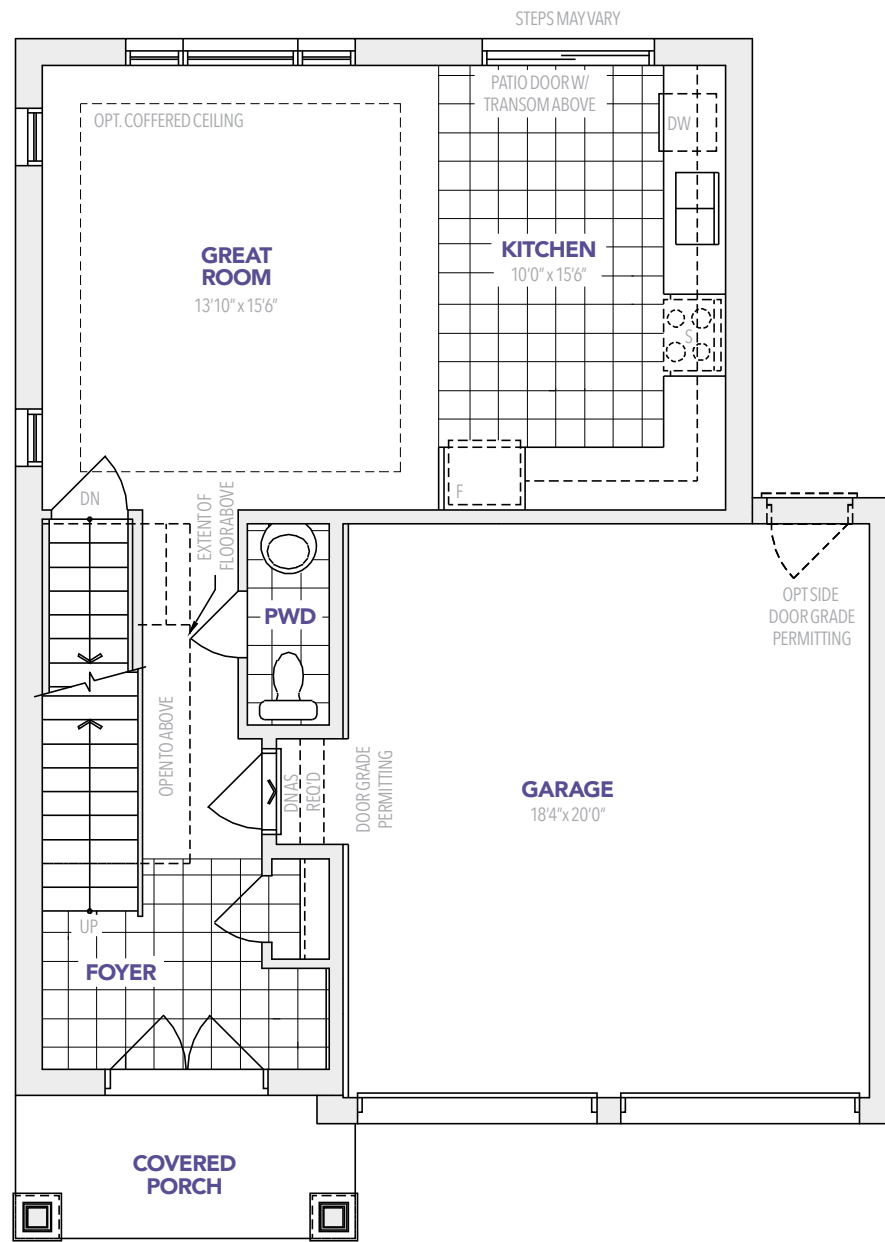 STEPS MAY VARY
PATIO DOOR W/
TRANSOM ABOVE
OPT. COFFERED CEILING
DW
GREAT
ROOM
13'10" x 15'6"
KITCHEN
10'0" x 15'6"
S
F
DN
EXTENT OF
FLOOR ABOVE
PWD
OPT SIDE
DOOR GRADE
PERMITTING
OPEN TO ABOVE
DN AS
REQ'D
DOOR GRADE
PERMITTING
GARAGE
18'4" x 20'0"
UP
FOYER
COVERED
PORCH